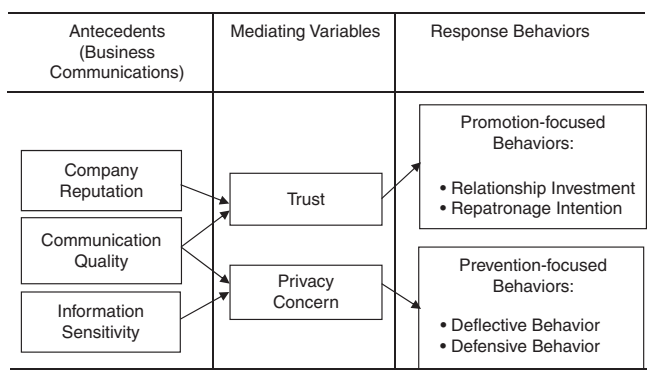 Antecedents
(Business
Communications)
Mediating Variables
Response Behaviors
Company
Reputation
Communication
Quality
Information
Sensitivity
Trust
Privacy
Concern
Promotion-focused
Behaviors:
• Relationship Investment
• Repatronage Intention
Prevention-focused
Behaviors:
• Deflective Behavior
• Defensive Behavior